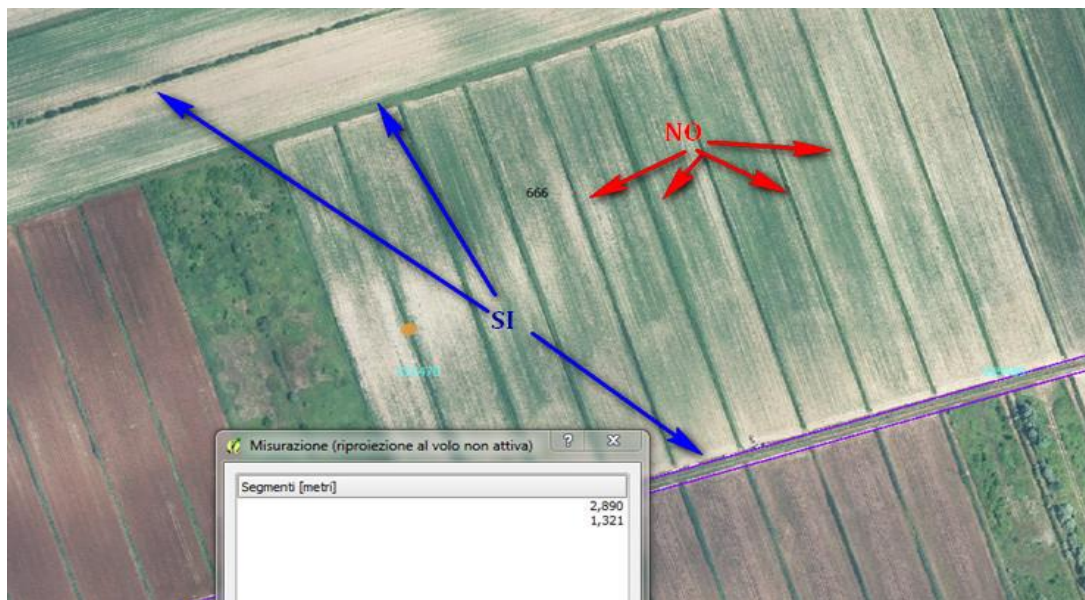 NO
666
SI
Misurazione (riproiezione al volo non attiva)
Segmenti [metri]
2,890
1,321